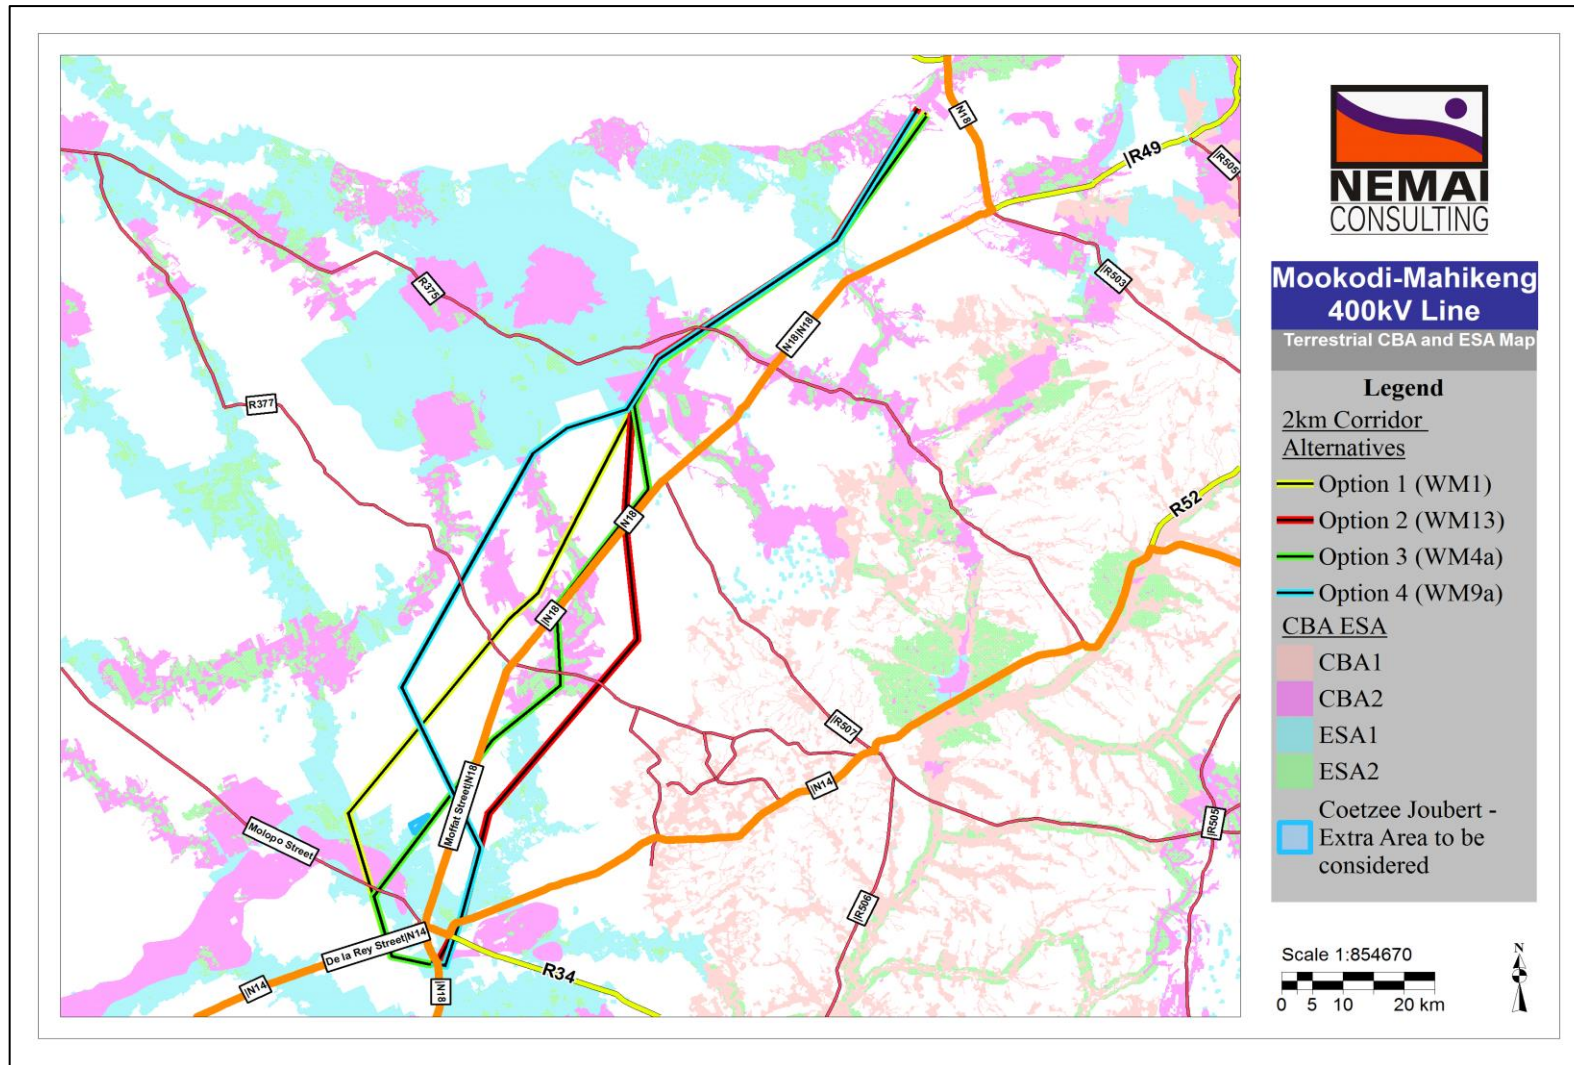 N18
|R49
|R505
|R503
R375
N18|N18
R377
R52
|N18
|N18
|R507
|N14
Moffat Street|N18
Molopo Street
|R505
|R506
De la Rey Street|N14
R34
|N14
|N18
NEMAI
CONSULTING
Mookodi-Mahikeng
400kV Line
Terrestrial CBA and ESA Map
Legend
2km Corridor
Alternatives
Option 1 (WM1)
Option 2 (WM13)
Option 3 (WM4a)
Option 4 (WM9a)
CBA ESA
CBA1
CBA2
ESA1
ESA2
Coetzee Joubert -
Extra Area to be
considered
Scale 1:854670
0 5 10 20 km
N